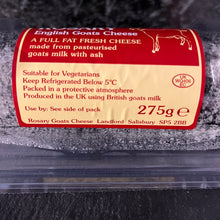 English Goats Cheese
A FULL FAT FRESH CHEESE
made from pasteurised
goats milk with ash
Suitable for Vegetarians
Keep Refrigerated Below 5°C
Packed in a protective atmosphere
Produced in the UK using British goats milk
Use by: See side of pack
275g e
Rosary Goats Cheese Landford Salisbury SP5 2BB